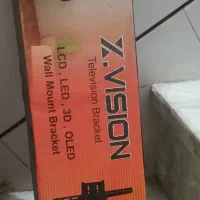 X.VISION
Television Bracket
LCD , LED , 3D , OLED
Wall Mount Bracket